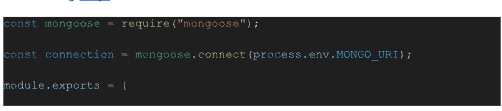 const mongoose = require("mongoose");
const connection = mongoose.connect(process.env.MONGO_URI);
module.exports = {